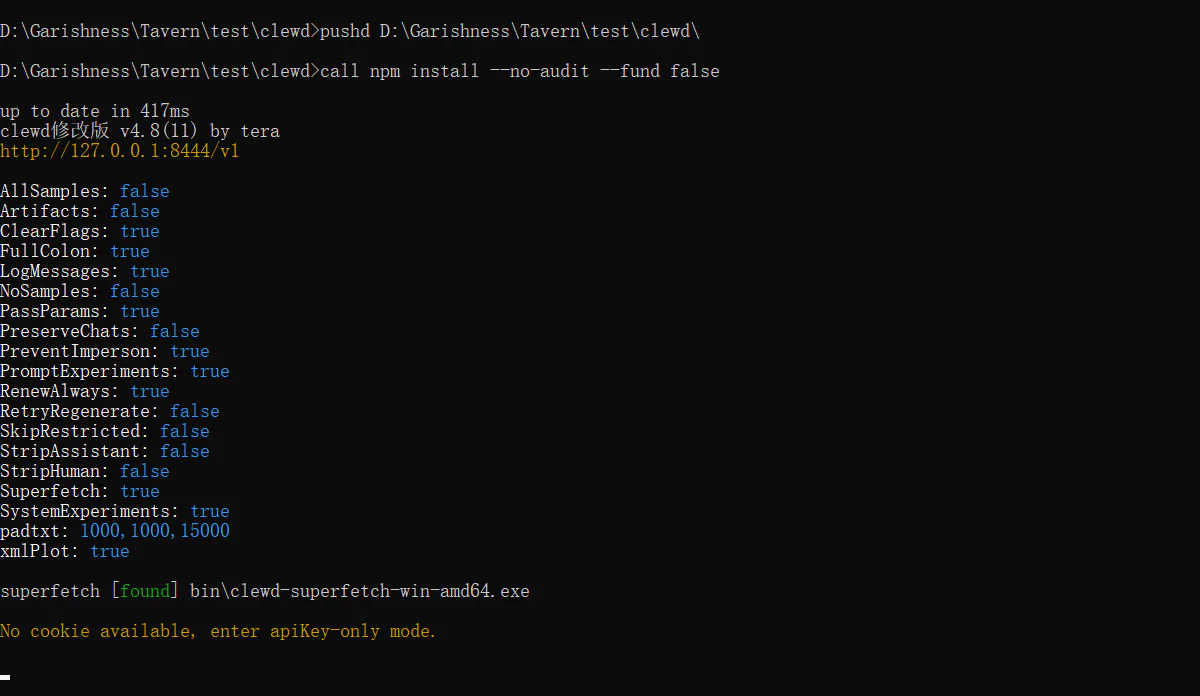 D:\Garishness\Tavern\test\clewd>pushd D:\Garishness\Tavern\test\clewd\
D:\Garishness\Tavern\test\clewd>call npm install --no-audit --fund false
up to date in 417ms
clewd修改版 v4.8(11) by tera
http://127.0.0.1:8444/v1
AllSamples: false
Artifacts: false
ClearFlags: true
FullColon: true
LogMessages: true
NoSamples: false
PassParams: true
PreserveChats: false
PreventImperson: true
PromptExperiments: true
RenewAlways: true
RetryRegenerate: false
SkipRestricted: false
StripAssistant: false
StripHuman: false
Superfetch: true
SystemExperiments: true
padtxt: 1000,1000,15000
xmlPlot: true
superfetch [found] bin\clewd-superfetch-win-amd64.exe
No cookie available, enter apiKey-only mode.